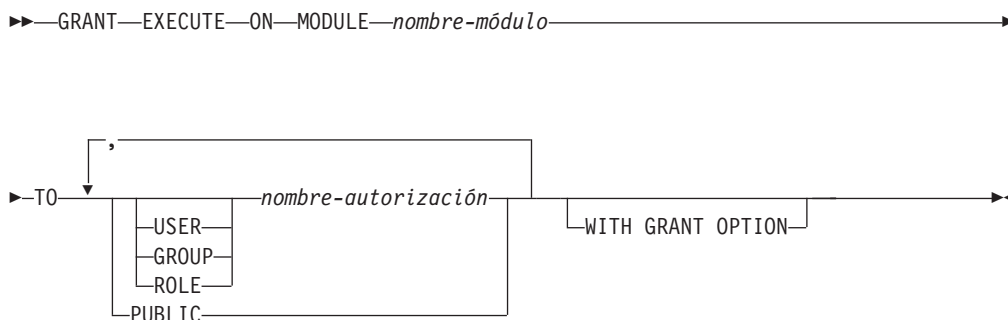 GRANT EXECUTE ON MODULE nombre-módulo
,
TO nombre-autorización WITH GRANT OPTION
USER
GROUP
ROLE
PUBLIC